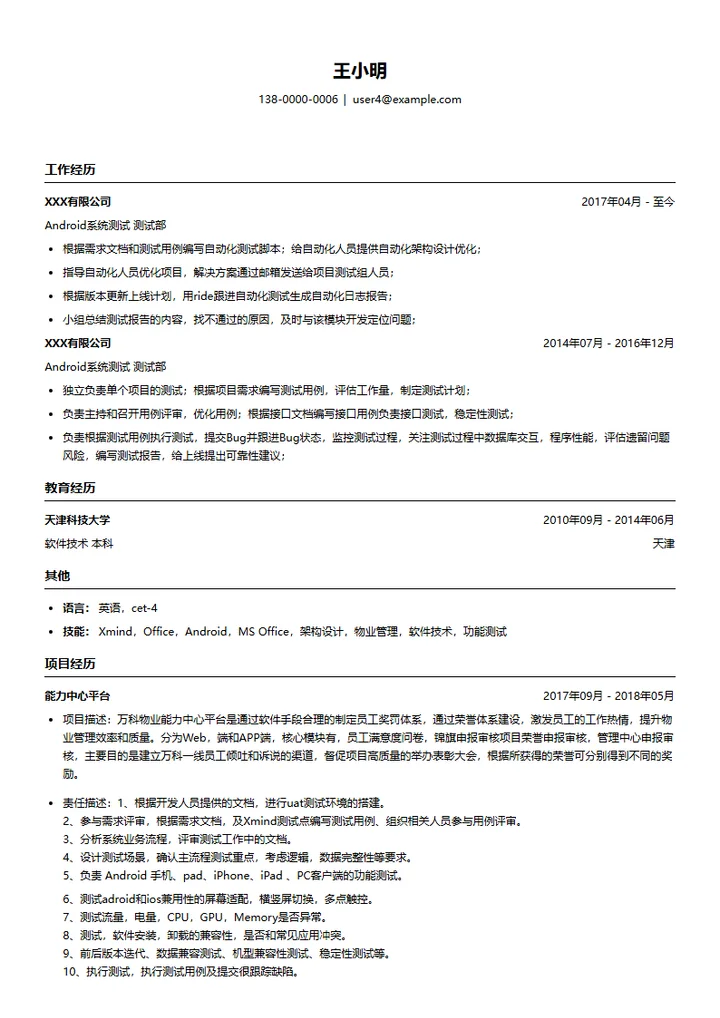 王小明
138-0000-0006 | user4@example.com
工作经历
XXX有限公司 2017年04月 - 至今
Android系统测试 测试部
• 根据需求文档和测试用例编写自动化测试脚本；给自动化人员提供自动化架构设计优化；
• 指导自动化人员优化项目，解决方案通过邮箱发送给项目测试组人员；
• 根据版本更新上线计划，用ride跟进自动化测试生成自动化日志报告；
• 小组总结测试报告的内容，找不通过的原因，及时与该模块开发定位问题；
XXX有限公司 2014年07月 - 2016年12月
Android系统测试 测试部
• 独立负责单个项目的测试；根据项目需求编写测试用例，评估工作量，制定测试计划；
• 负责主持和召开用例评审，优化用例；根据接口文档编写接口用例负责接口测试，稳定性测试；
• 负责根据测试用例执行测试，提交Bug并跟进Bug状态，监控测试过程，关注测试过程中数据库交互，程序性能，评估遗留问题
风险，编写测试报告，给上线提出可靠性建议；
教育经历
天津科技大学 2010年09月 - 2014年06月
软件技术 本科 天津
其他
• 语言： 英语，cet-4
• 技能： Xmind，Office，Android，MS Office，架构设计，物业管理，软件技术，功能测试
项目经历
能力中心平台 2017年09月 - 2018年05月
• 项目描述：万科物业能力中心平台是通过软件手段合理的制定员工奖罚体系，通过荣誉体系建设，激发员工的工作热情，提升物
业管理效率和质量。分为Web，端和APP端，核心模块有，员工满意度问卷，锦旗申报审核项目荣誉申报审核，管理中心申报审
核，主要目的是建立万科一线员工倾吐和诉说的渠道，督促项目高质量的举办表彰大会，根据所获得的荣誉可分别得到不同的奖
励。
• 责任描述：1、根据开发人员提供的文档，进行uat测试环境的搭建。
2、参与需求评审，根据需求文档，及Xmind测试点编写测试用例、组织相关人员参与用例评审。
3、分析系统业务流程，评审测试工作中的文档。
4、设计测试场景，确认主流程测试重点，考虑逻辑，数据完整性等要求。
5、负责 Android 手机、pad、iPhone、iPad 、PC客户端的功能测试。
6、测试adroid和ios兼用性的屏幕适配，横竖屏切换，多点触控。
7、测试流量，电量，CPU，GPU，Memory是否异常。
8、测试，软件安装，卸载的兼容性，是否和常见应用冲突。
9、前后版本迭代、数据兼容测试、机型兼容性测试、稳定性测试等。
10、执行测试，执行测试用例及提交很跟踪缺陷。